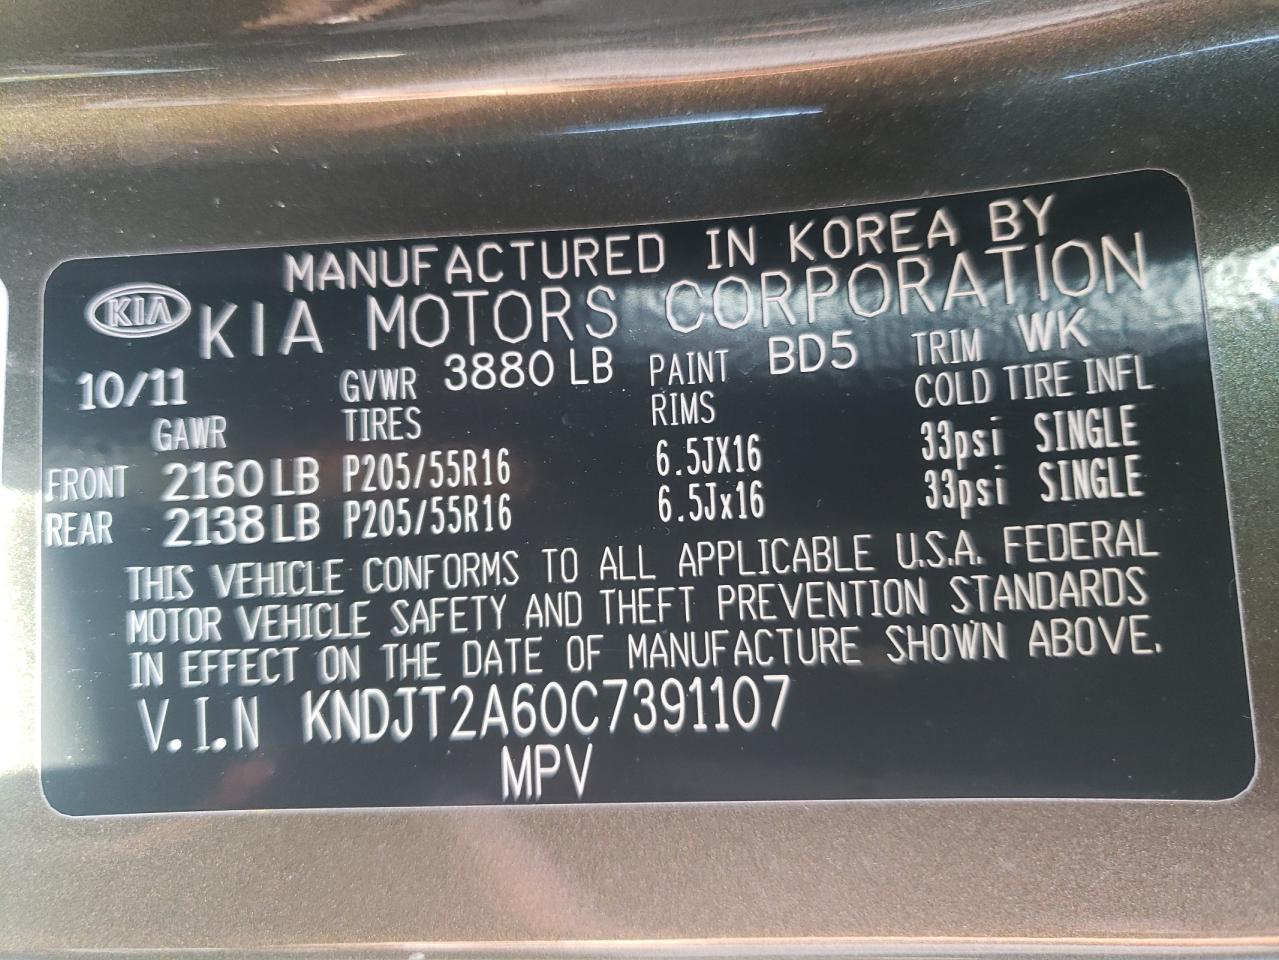 MANUFACTURED IN KOREA BY
KIA KIA MOTORS CORPORATION
10/11 GVWR 3880 LB PAINT BD5 TRIM WK
GAWR TIRES RIMS COLD TIRE INFL
FRONT 2160 LB P205/55R16 6.5JX16 33psi SINGLE
REAR 2138 LB P205/55R16 6.5Jx16 33psi SINGLE
THIS VEHICLE CONFORMS TO ALL APPLICABLE U.S.A. FEDERAL
MOTOR VEHICLE SAFETY AND THEFT PREVENTION STANDARDS
IN EFFECT ON THE DATE OF MANUFACTURE SHOWN ABOVE.
V.I.N KNDJT2A60C7391107
MPV